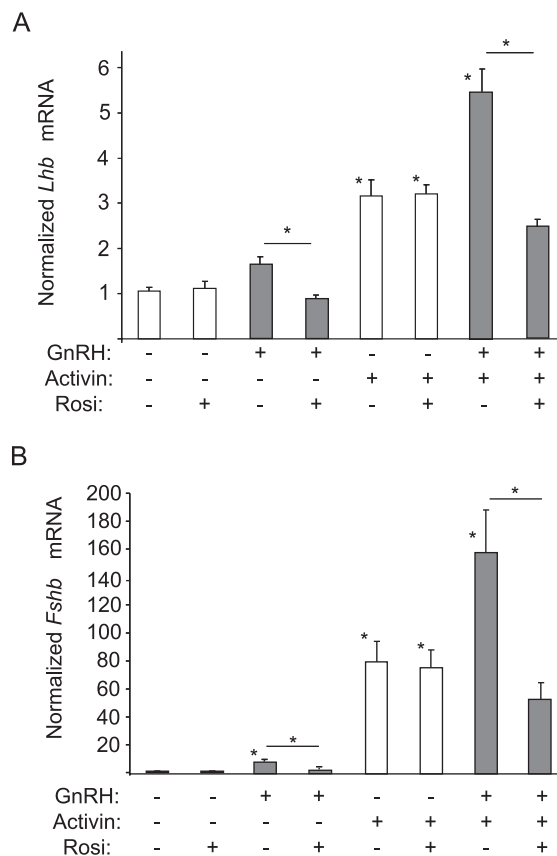 A
Normalized Lhb mRNA
6
5
4
3
2
1
* * * * * *
GnRH: - - + + - - + +
Activin: - - - - + + + +
Rosi: - + - + - + - +
B
Normalized Fshb mRNA
200
180
160
140
120
100
80
60
40
20
* * * * * *
GnRH: - - + + - - + +
Activin: - - - - + + + +
Rosi: - + - + - + - +